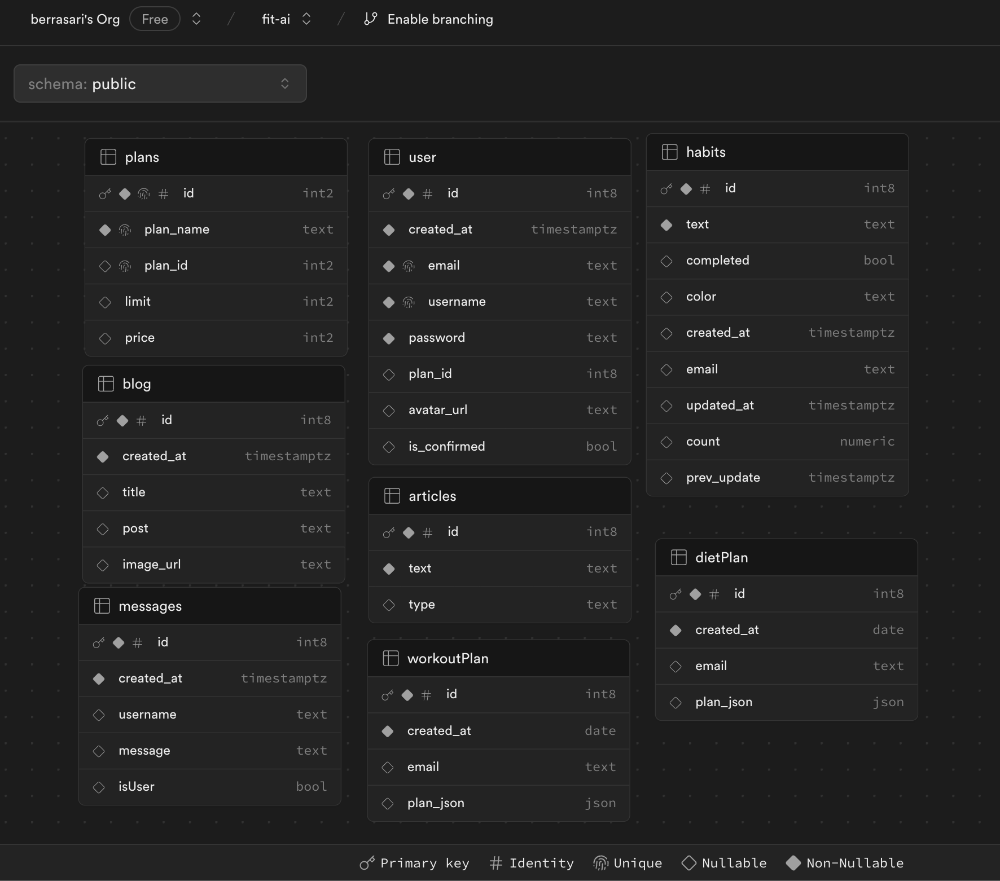 berrasari's Org Free / fit-ai / Enable branching
schema: public
plans
id int2
plan_name text
plan_id int2
limit int2
price int2
blog
id int8
created_at timestamptz
title text
post text
image_url text
messages
id int8
created_at timestamptz
username text
message text
isUser bool
user
id int8
created_at timestamptz
email text
username text
password text
plan_id int8
avatar_url text
is_confirmed bool
articles
id int8
text text
type text
workoutPlan
id int8
created_at date
email text
plan_json json
habits
id int8
text text
completed bool
color text
created_at timestamptz
email text
updated_at timestamptz
count numeric
prev_update timestamptz
dietPlan
id int8
created_at date
email text
plan_json json
Primary key # Identity Unique Nullable Non-Nullable